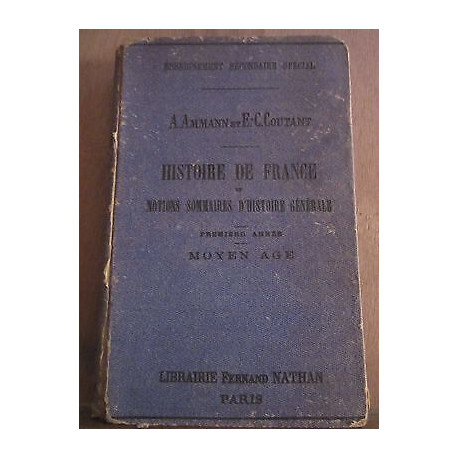 ENSEIGNEMENT SECONDAIRE SPÉCIAL
A. AMMANN ET E.-C. COUTANT
HISTOIRE DE FRANCE
ET
NOTIONS SOMMAIRES D'HISTOIRE GÉNÉRALE
PREMIÈRE ANNÉE
MOYEN AGE
LIBRAIRIE FERNAND NATHAN
PARIS